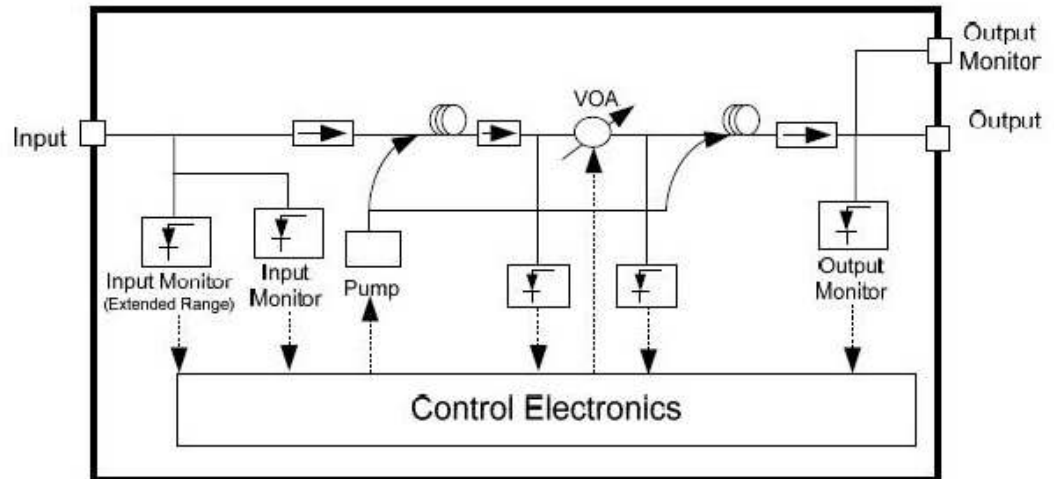 Output
Monitor
VOA
Input
Output
Input Monitor
(Extended Range)
Input
Monitor
Pump
Output
Monitor
Control Electronics